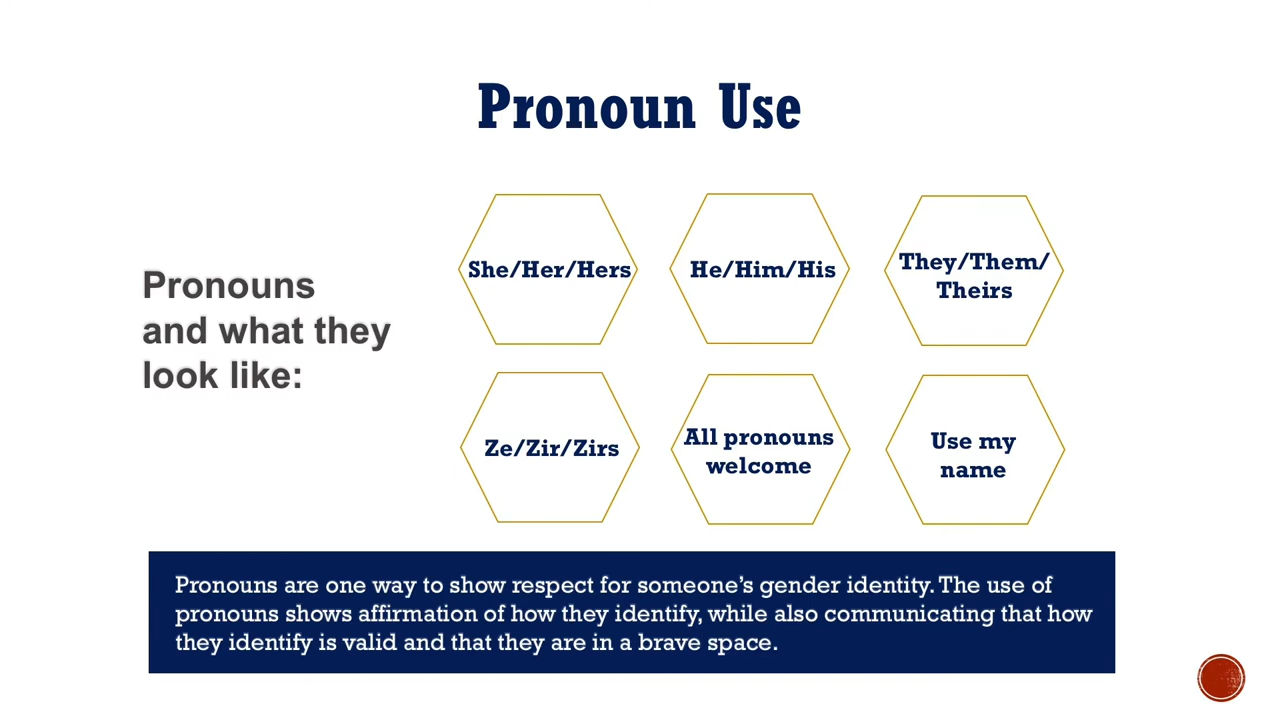 Pronoun Use
Pronouns
and what they
look like:
She/Her/Hers
He/Him/His
They/Them/
Theirs
Ze/Zir/Zirs
All pronouns
welcome
Use my
name
Pronouns are one way to show respect for someone’s gender identity. The use of
pronouns shows affirmation of how they identify, while also communicating that how
they identify is valid and that they are in a brave space.